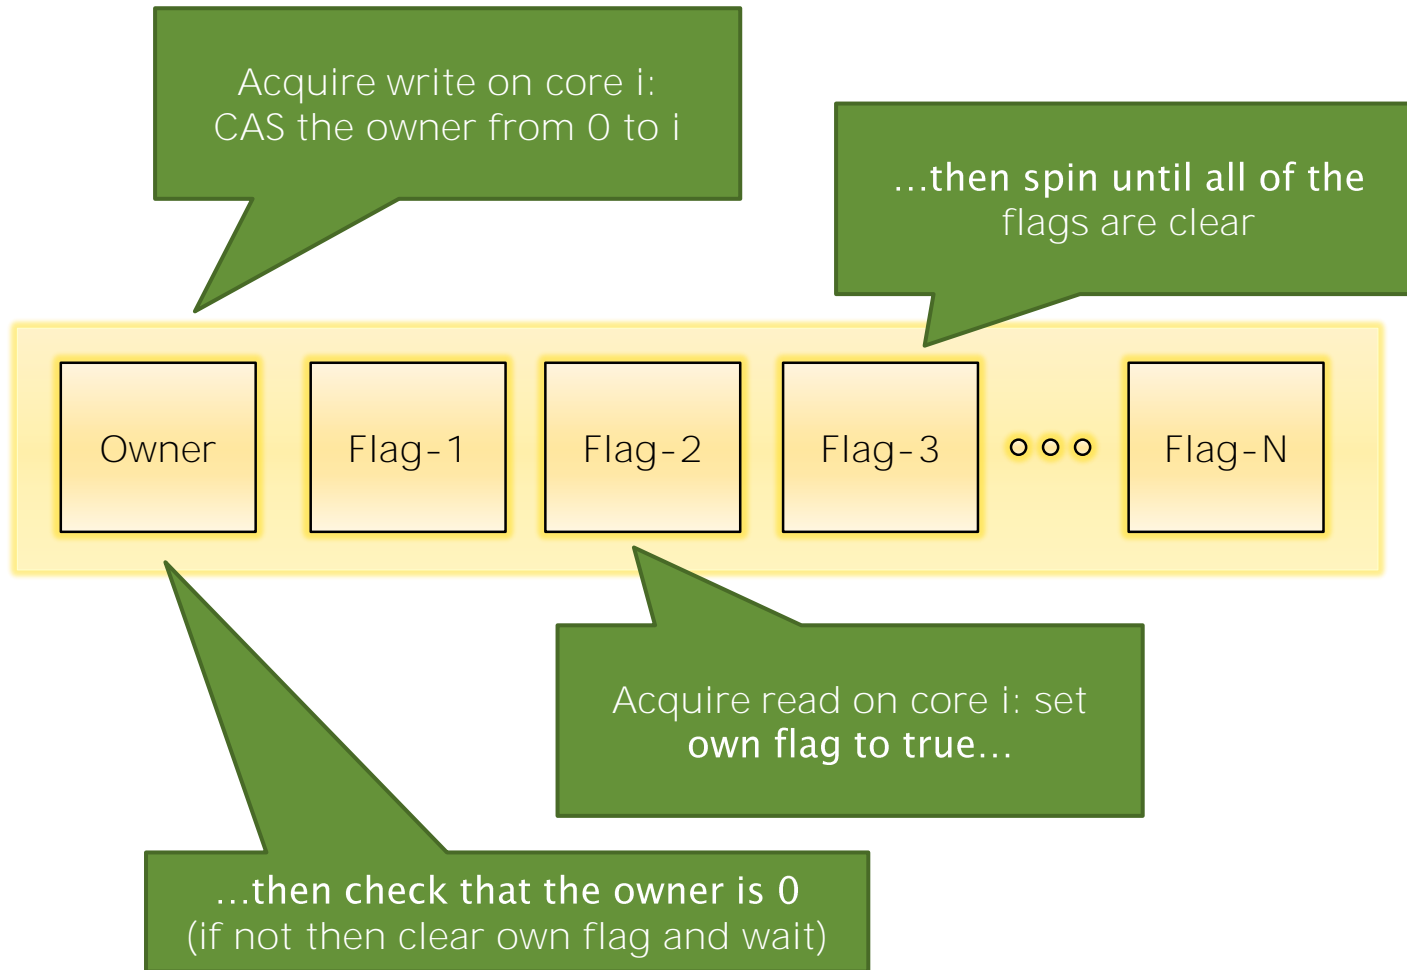 Acquire write on core i:
CAS the owner from 0 to i
…then spin until all of the
flags are clear
Owner
Flag-1
Flag-2
Flag-3
Flag-N
Acquire read on core i: set
own flag to true…
…then check that the owner is 0
(if not then clear own flag and wait)